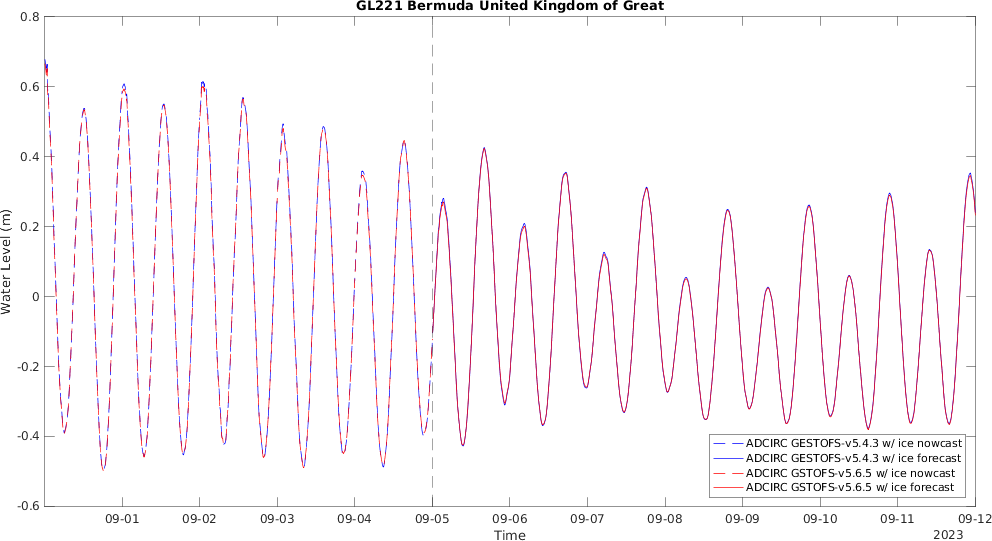 GL221 Bermuda United Kingdom of Great
0.8
0.6
0.4
0.2
0
-0.2
-0.4
-0.6
Water Level (m)
09-01 09-02 09-03 09-04 09-05 09-06 09-07 09-08 09-09 09-10 09-11 09-12
Time
2023
ADCIRC GESTOFS-v5.4.3 w/ ice nowcast
ADCIRC GESTOFS-v5.4.3 w/ ice forecast
ADCIRC GSTOFS-v5.6.5 w/ ice nowcast
ADCIRC GSTOFS-v5.6.5 w/ ice forecast